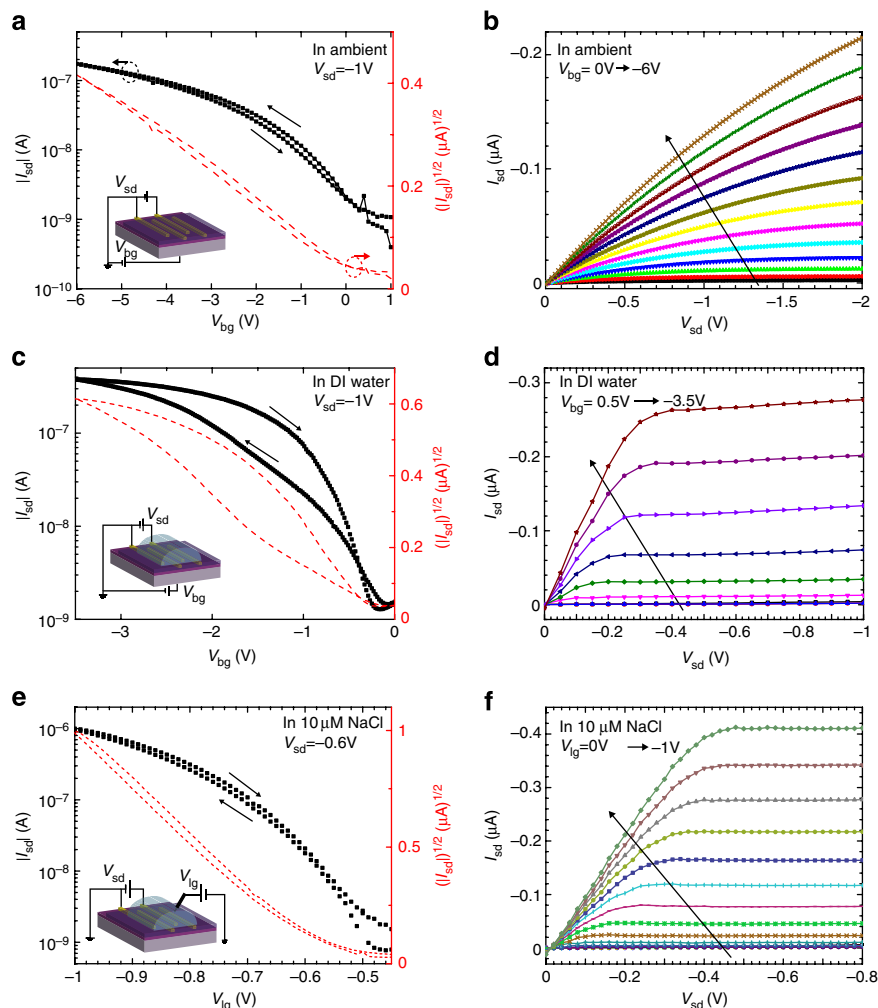 a
In ambient
Vsd=−1V
10⁻⁷
10⁻⁸
10⁻⁹
10⁻¹⁰
|Isd| (A)
0.4
0.2
0
(|Isd|)^1/2 (μA)^1/2
Vsd
Vbg
−6 −5 −4 −3 −2 −1 0 1
Vbg (V)
b
In ambient
Vbg= 0V → −6V
−0.2
−0.1
0
Isd (μA)
0 −0.5 −1 −1.5 −2
Vsd (V)
c
In DI water
Vsd=−1V
10⁻⁷
10⁻⁸
10⁻⁹
|Isd| (A)
0.6
0.4
0.2
0
(|Isd|)^1/2 (μA)^1/2
Vsd
Vbg
−3 −2 −1 0
Vbg (V)
d
In DI water
Vbg= 0.5V → −3.5V
−0.3
−0.2
−0.1
0
Isd (μA)
0 −0.2 −0.4 −0.6 −0.8 −1
Vsd (V)
e
In 10 μM NaCl
Vsd=−0.6V
10⁻⁶
10⁻⁷
10⁻⁸
10⁻⁹
|Isd| (A)
1
0.5
0
(|Isd|)^1/2 (μA)^1/2
Vsd
Vlg
−1 −0.9 −0.8 −0.7 −0.6 −0.5
Vlg (V)
f
In 10 μM NaCl
Vlg=0V → −1V
−0.4
−0.3
−0.2
−0.1
0
Isd (μA)
0 −0.2 −0.4 −0.6 −0.8
Vsd (V)